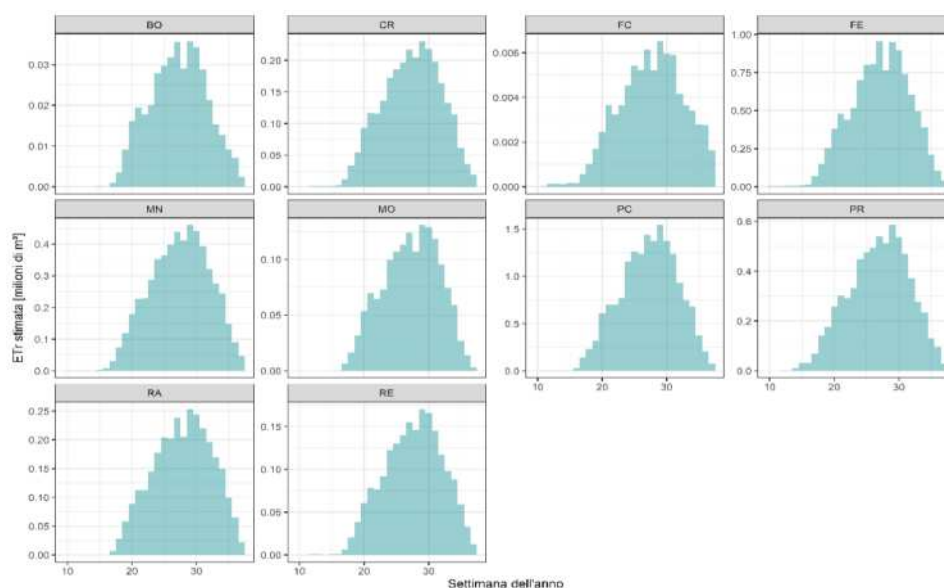 BO CR FC FE
0.03 0.02 0.01 0.00
0.20 0.15 0.10 0.05 0.00
0.006 0.004 0.002 0.000
1.00 0.75 0.50 0.25 0.00
MN MO PC PR
0.4 0.3 0.2 0.1 0.0
0.10 0.05 0.00
1.5 1.0 0.5 0.0
0.6 0.4 0.2 0.0
10 20 30
10 20 30
RA RE
0.25 0.20 0.15 0.10 0.05 0.00
0.15 0.10 0.05 0.00
10 20 30
10 20 30
ETr stimata [milioni di m³]
Settimana dell'anno